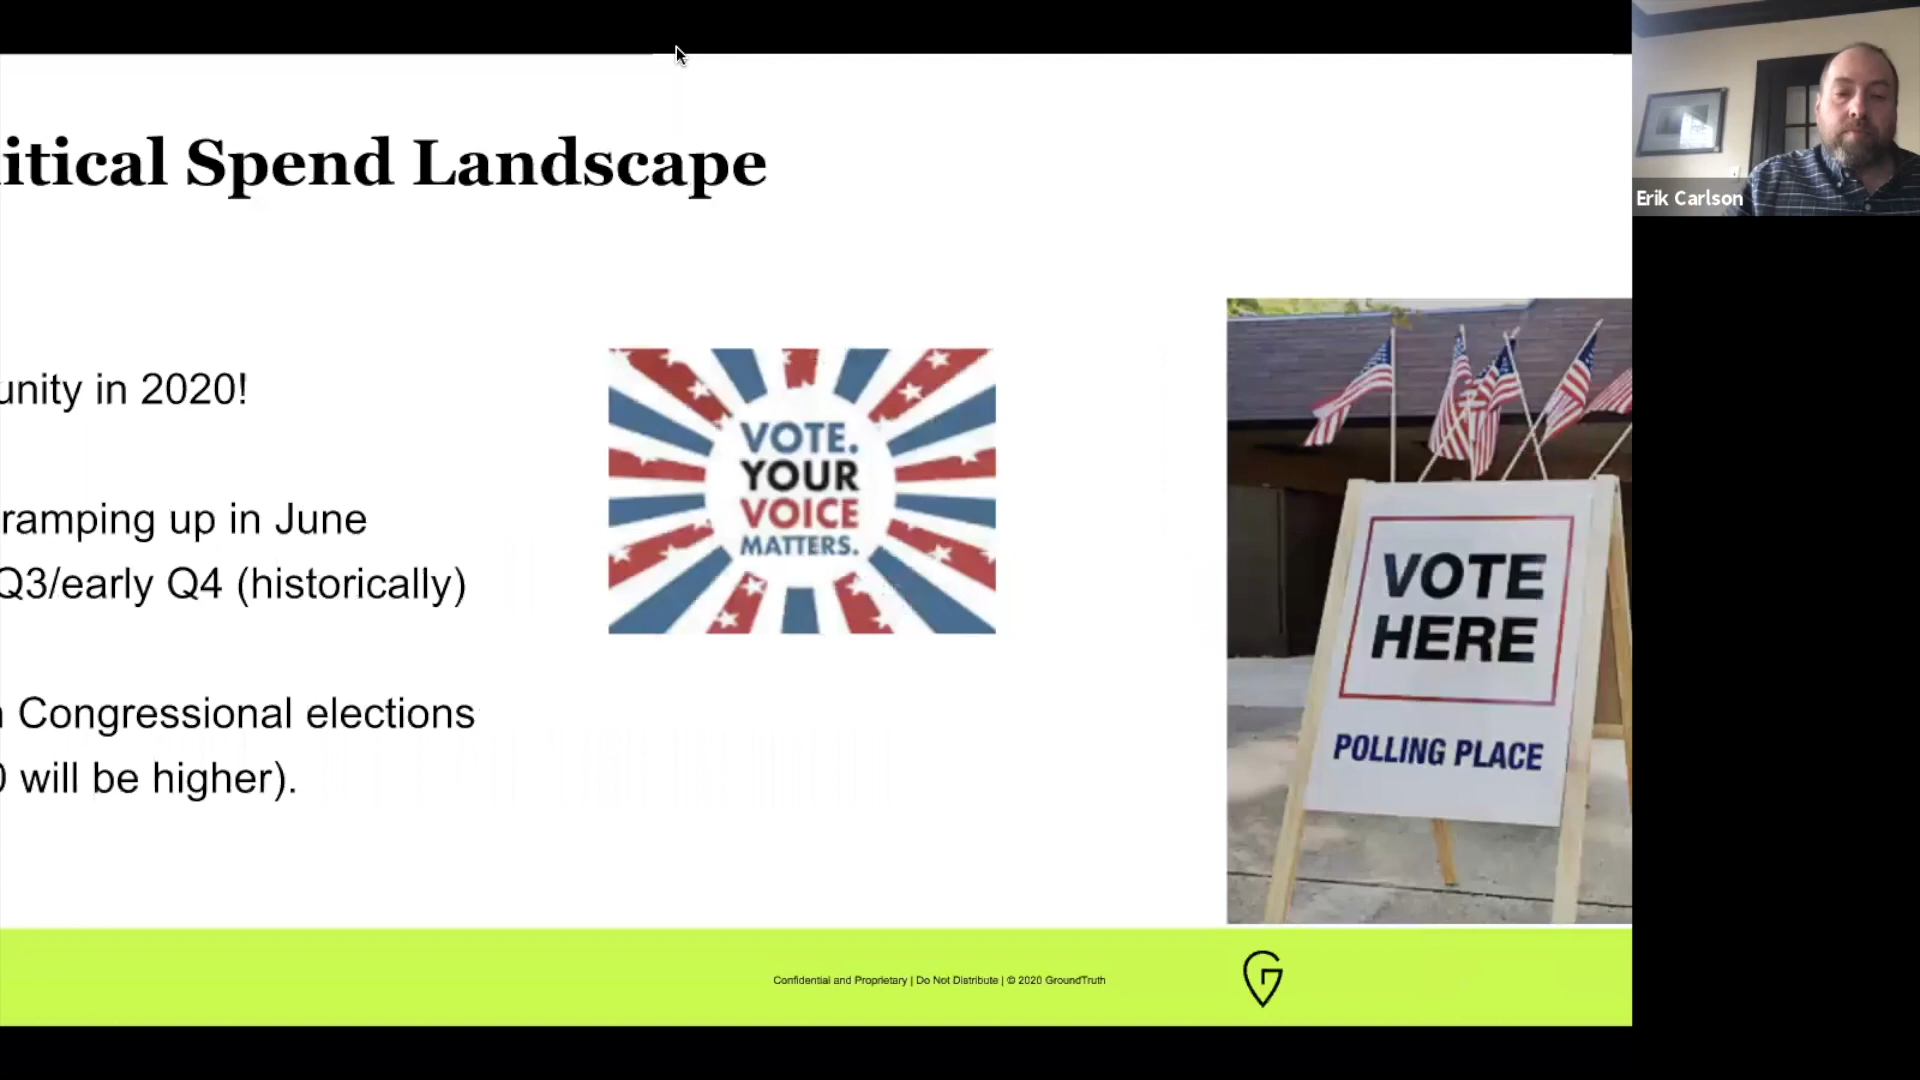 itical Spend Landscape
Erik Carlson
unity in 2020!
ramping up in June
Q3/early Q4 (historically)
Congressional elections
will be higher).
VOTE.
YOUR
VOICE
MATTERS.
VOTE
HERE
POLLING PLACE
Confidential and Proprietary | Do Not Distribute | © 2020 GroundTruth